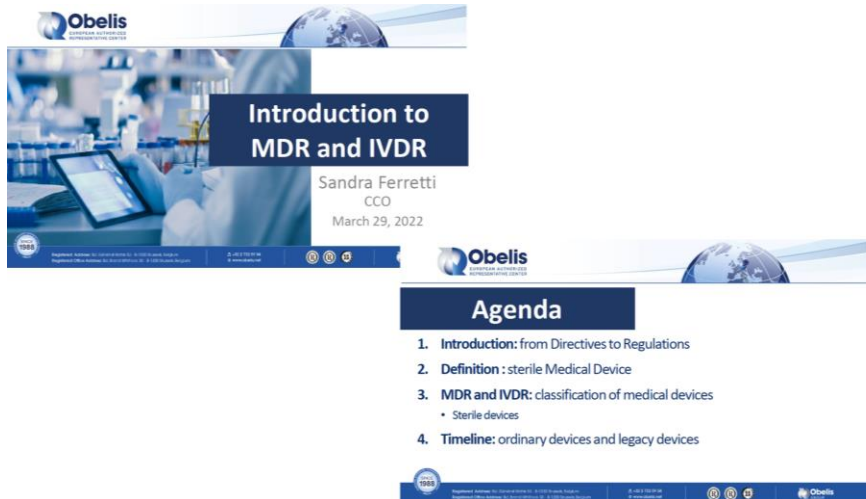 Obelis
EUROPEAN AUTHORIZED
REPRESENTATIVE CENTER
Introduction to
MDR and IVDR
Sandra Ferretti
CCO
March 29, 2022
SINCE
1988
Obelis
EUROPEAN AUTHORIZED
REPRESENTATIVE CENTER
Agenda
1. Introduction: from Directives to Regulations
2. Definition : sterile Medical Device
3. MDR and IVDR: classification of medical devices
• Sterile devices
4. Timeline: ordinary devices and legacy devices
SINCE
1988
Obelis